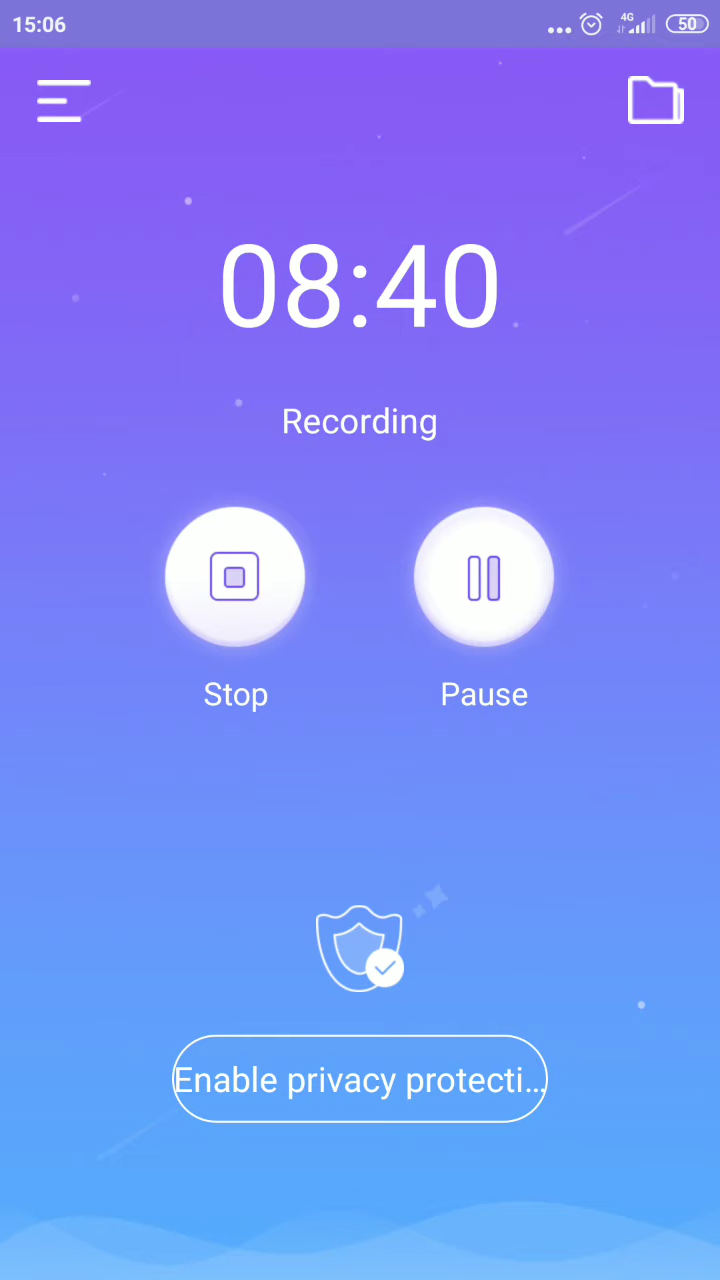 15:06
4G
50
08:40
Recording
Stop
Pause
Enable privacy protecti...